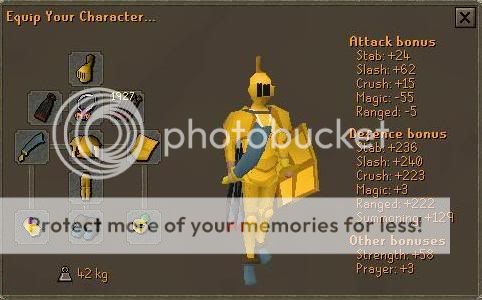 Equip Your Character...
Attack bonus
Stab: +24
Slash: +62
Crush: +15
Magic: -55
Ranged: -5
1927
photobucket
Defence bonus
Stab: +236
Slash: +240
Crush: +223
Magic: +3
Ranged: +222
Summoning: +129
Protect more of your memories for less!
Other bonuses
Strength: +58
Prayer: +3
42 kg